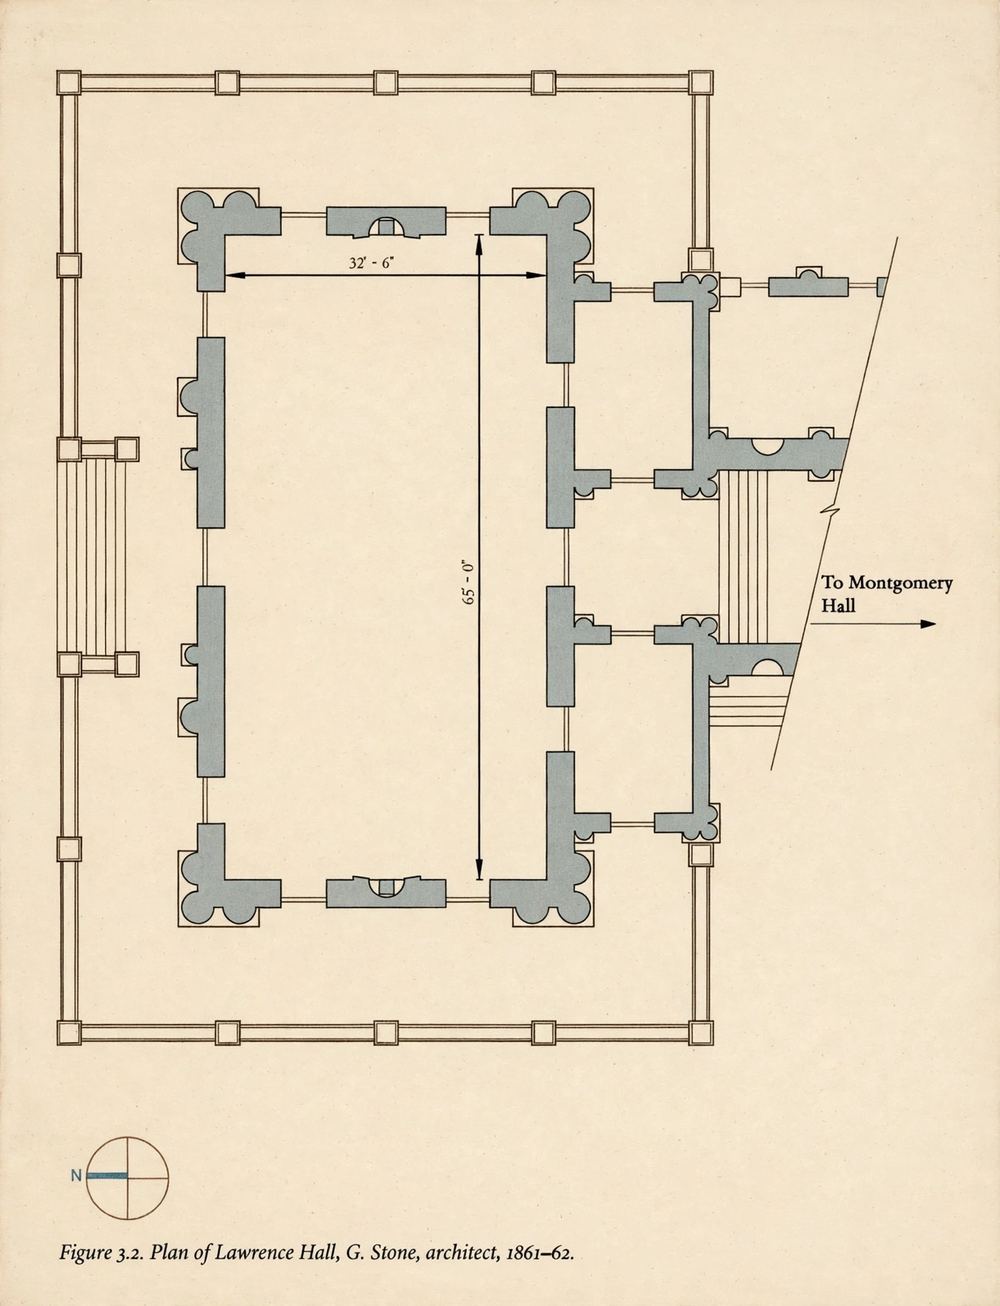 32' - 6"
65' - 0"
To Montgomery
Hall
N
Figure 3.2. Plan of Lawrence Hall, G. Stone, architect, 1861–62.